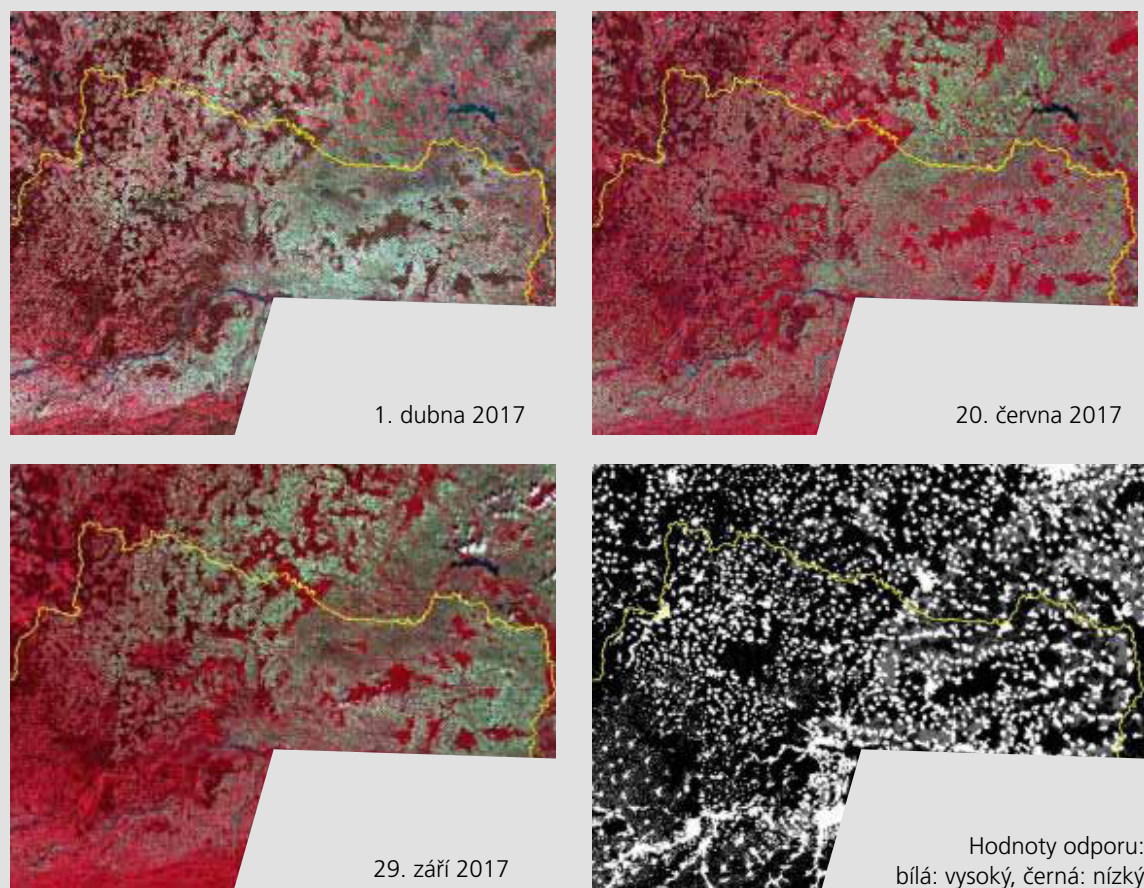 1. dubna 2017
20. června 2017
29. září 2017
Hodnoty odporu:
bílá: vysoký, černá: nízký